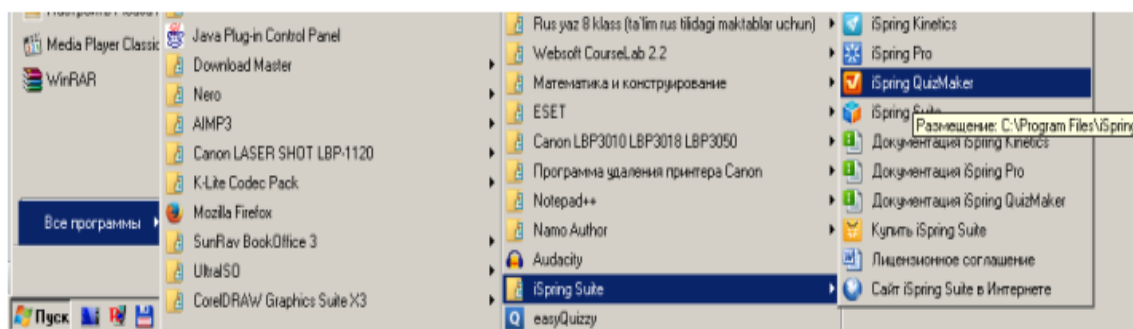 Media Player Classic
WinRAR
Все программы
Пуск
Java Plug-in Control Panel
Download Master
Nero
AIMP3
Canon LASER SHOT LBP-1120
K-Lite Codec Pack
Mozilla Firefox
SunRav BookOffice 3
UltraISO
CorelDRAW Graphics Suite X3
Rus yaz 8 klass (ta'lim rus tilidagi maktablar uchun)
Websoft CourseLab 2.2
Математика и конструирование
ESET
Canon LBP3010 LBP3018 LBP3050
Программа удаления принтера Canon
Notepad++
Namo Author
Audacity
iSpring Suite
easyQuizzy
iSpring Kinetics
iSpring Pro
iSpring QuizMaker
iSpring Suite
Размещение: C:\Program Files\iSpring
Документация iSpring Kinetics
Документация iSpring Pro
Документация iSpring QuizMaker
Купить iSpring Suite
Лицензионное соглашение
Сайт iSpring Suite в Интернете